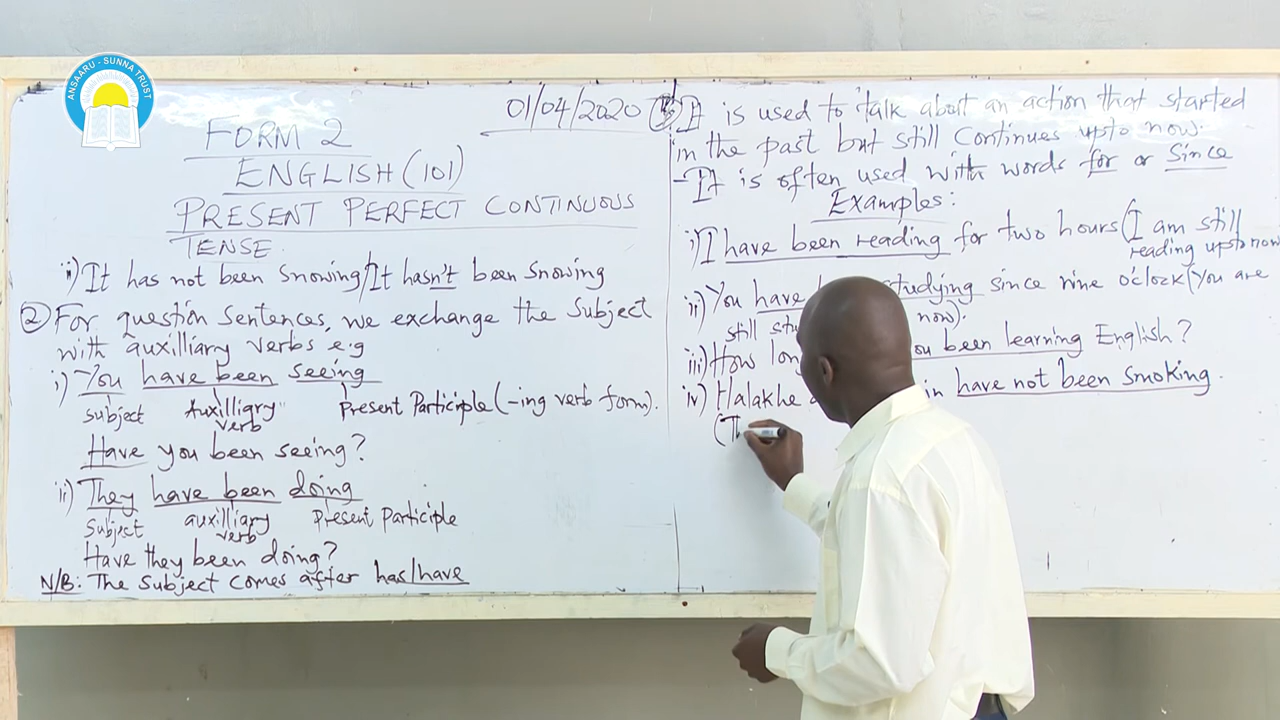 ANSAARU - SUNNA TRUST
01/04/2020
FORM 2
ENGLISH (101)
PRESENT PERFECT CONTINUOUS
TENSE.
ii) It has not been snowing/It hasn't been snowing
② For question sentences, we exchange the subject
with auxilliary verbs e.g
i) You have been seeing
subject Auxilliary verb Present Participle (-ing verb form).
Have you been seeing?
ii) They have been doing
Subject auxilliary verb Present Participle
Have they been doing?
N/B: The subject comes after has/have
③ It is used to talk about an action that started
in the past but still continues upto now.
- It is often used with words for or since
Examples:
i) I have been reading for two hours (I am still
reading upto now
ii) You have studying since nine o'clock (You are
still now).
iii) How you been learning English?
iv) Halakhe in have not been smoking.